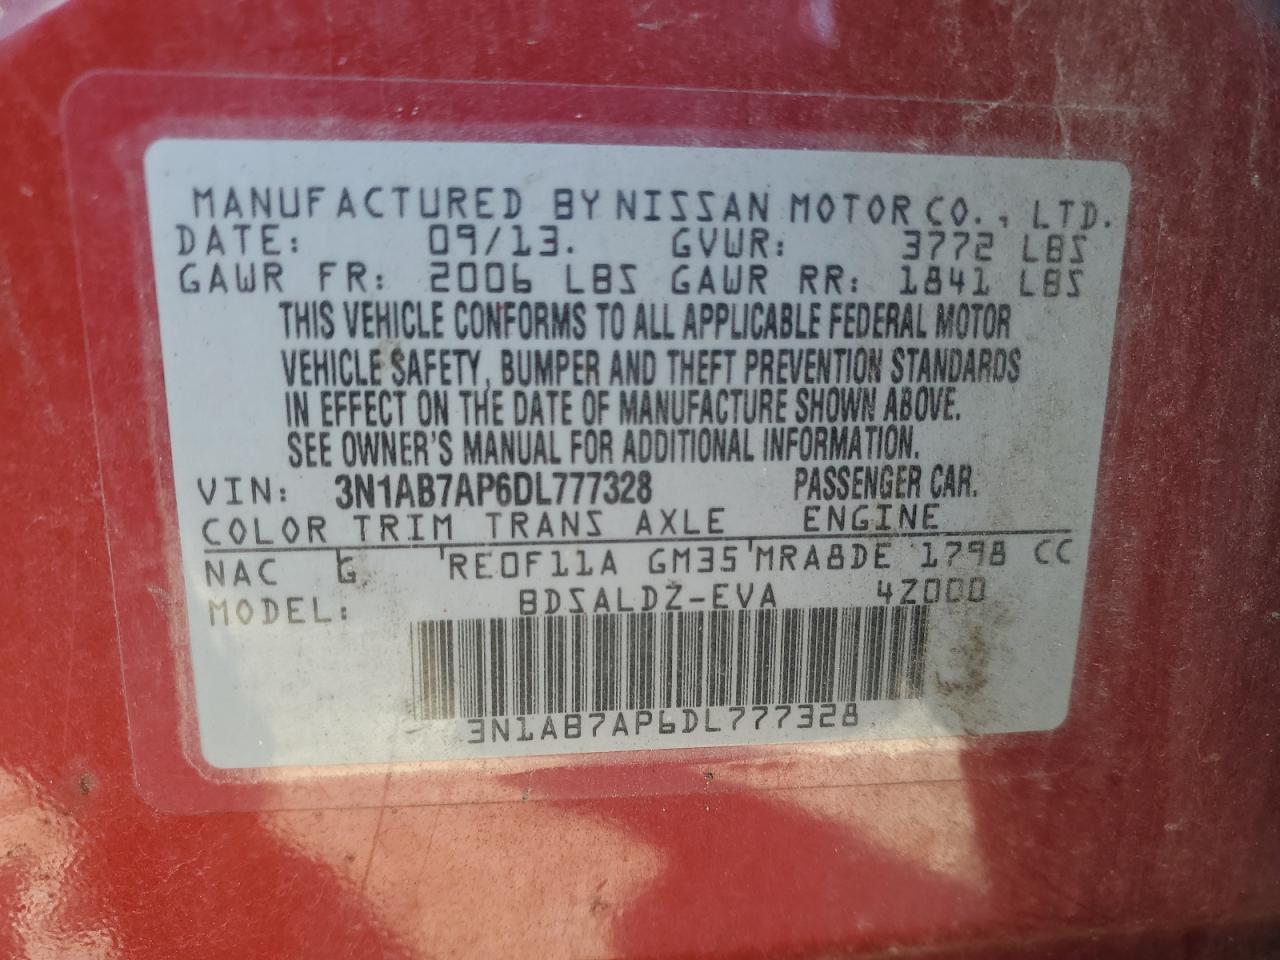 MANUFACTURED BY NISSAN MOTOR CO., LTD.
DATE: 09/13. GVWR: 3772 LBS
GAWR FR: 2006 LBS GAWR RR: 1841 LBS
THIS VEHICLE CONFORMS TO ALL APPLICABLE FEDERAL MOTOR
VEHICLE SAFETY, BUMPER AND THEFT PREVENTION STANDARDS
IN EFFECT ON THE DATE OF MANUFACTURE SHOWN ABOVE.
SEE OWNER'S MANUAL FOR ADDITIONAL INFORMATION.
VIN: 3N1AB7AP6DL777328 PASSENGER CAR.
COLOR TRIM TRANS AXLE ENGINE
NAC G RE0F11A GM35 MRA8DE 1798 CC
MODEL: BDSALDZ-EVA 4Z000
3N1AB7AP6DL777328